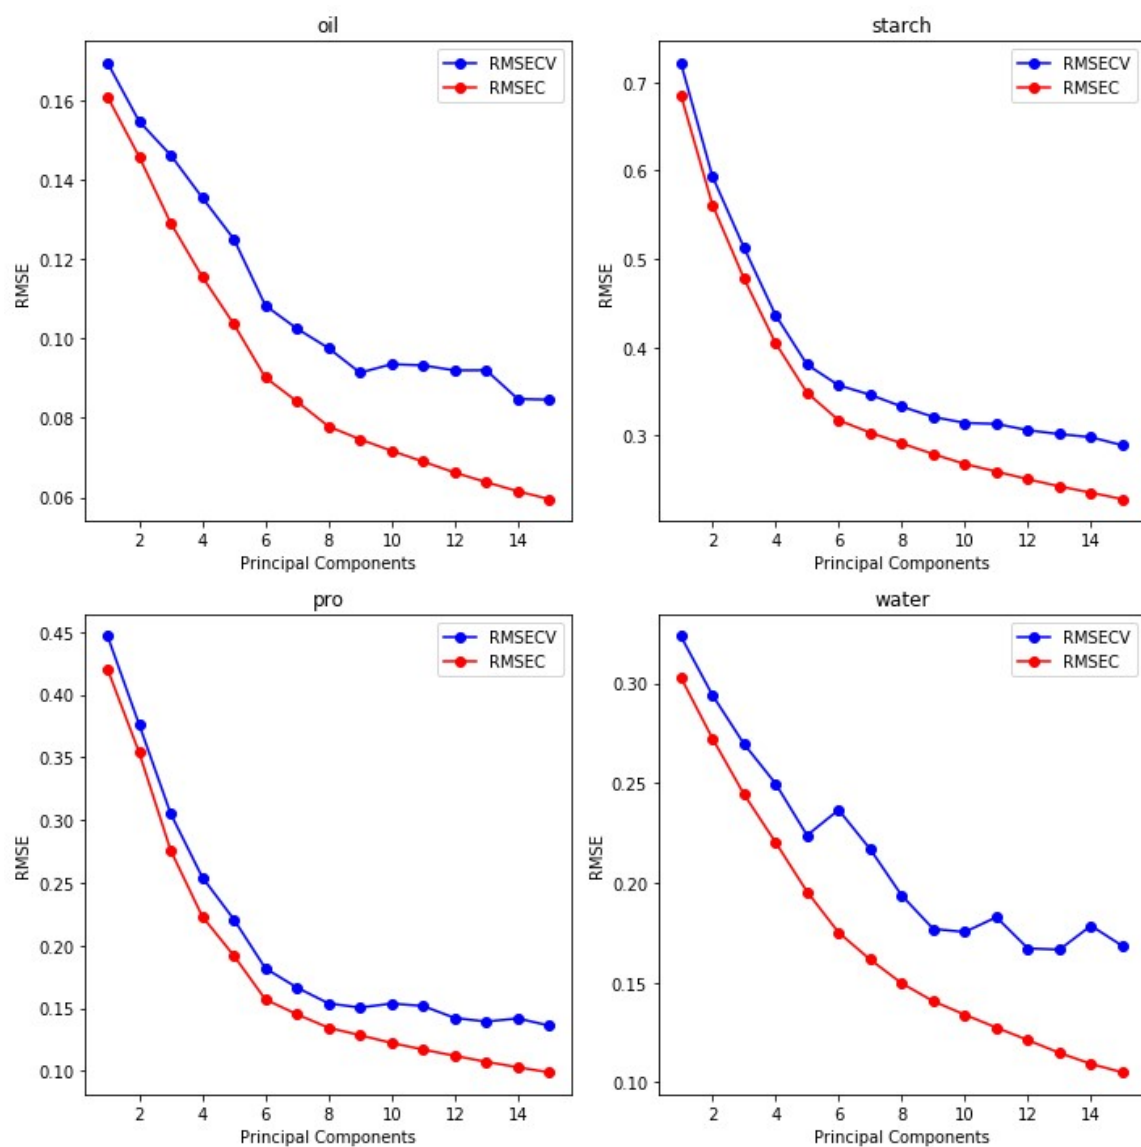 oil
RMSECV
RMSEC
0.16
0.14
0.12
0.10
0.08
0.06
RMSE
2 4 6 8 10 12 14
Principal Components
starch
RMSECV
RMSEC
0.7
0.6
0.5
0.4
0.3
RMSE
2 4 6 8 10 12 14
Principal Components
pro
RMSECV
RMSEC
0.45
0.40
0.35
0.30
0.25
0.20
0.15
0.10
RMSE
2 4 6 8 10 12 14
Principal Components
water
RMSECV
RMSEC
0.30
0.25
0.20
0.15
0.10
RMSE
2 4 6 8 10 12 14
Principal Components